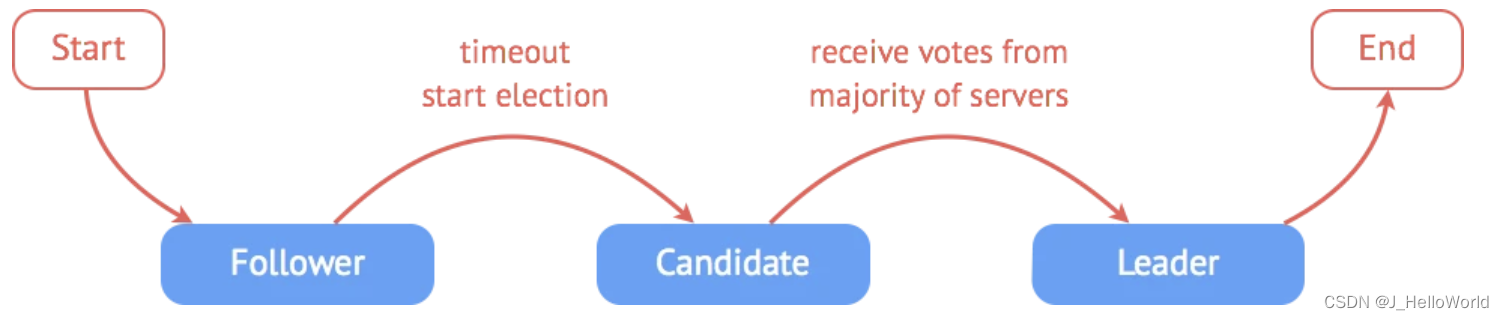 Start
timeout
start election
receive votes from
majority of servers
End
Follower
Candidate
Leader
CSDN @J_HelloWorld